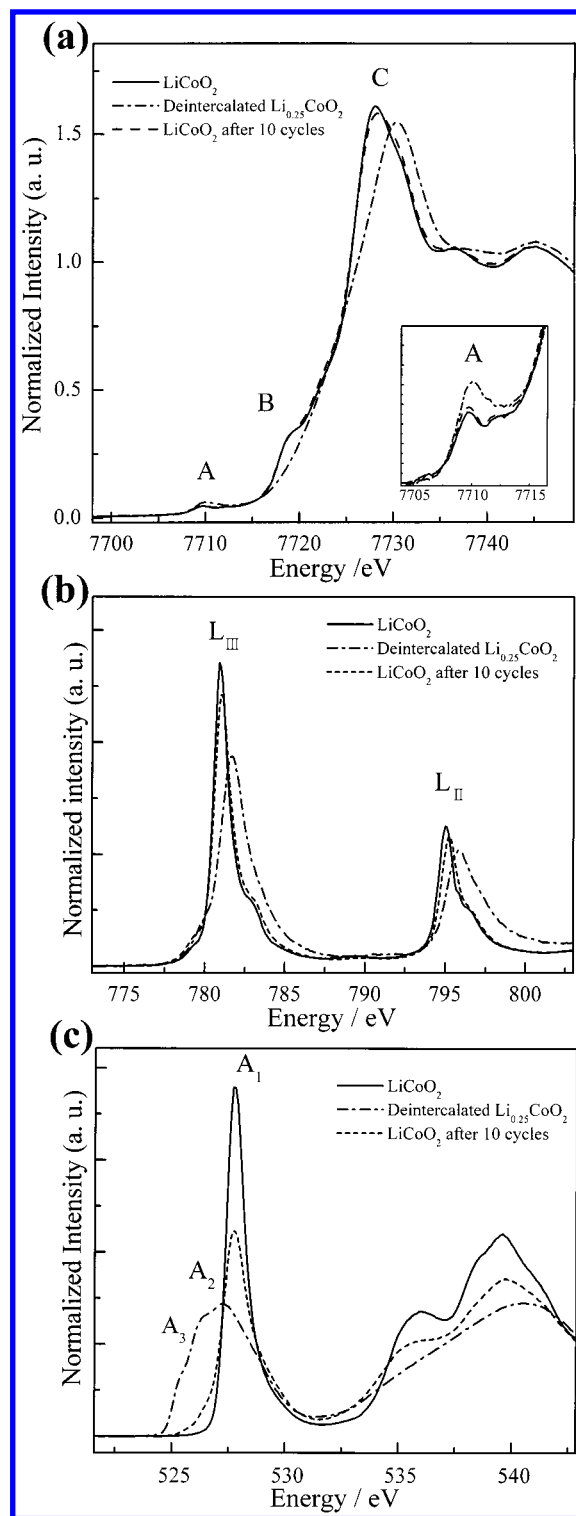 (a)
C
LiCoO₂
Deintercalated Li₀.₂₅CoO₂
LiCoO₂ after 10 cycles
1.5
1.0
0.5
0.0
Normalized Intensity (a. u.)
B
A
A
7705 7710 7715
7700 7710 7720 7730 7740
Energy /eV
(b)
L_III
LiCoO₂
Deintercalated Li₀.₂₅CoO₂
LiCoO₂ after 10 cycles
L_II
Normalized intensity (a. u.)
775 780 785 790 795 800
Energy / eV
(c)
A₁
LiCoO₂
Deintercalated Li₀.₂₅CoO₂
LiCoO₂ after 10 cycles
A₂
A₃
Normalized Intensity (a. u.)
525 530 535 540
Energy / eV